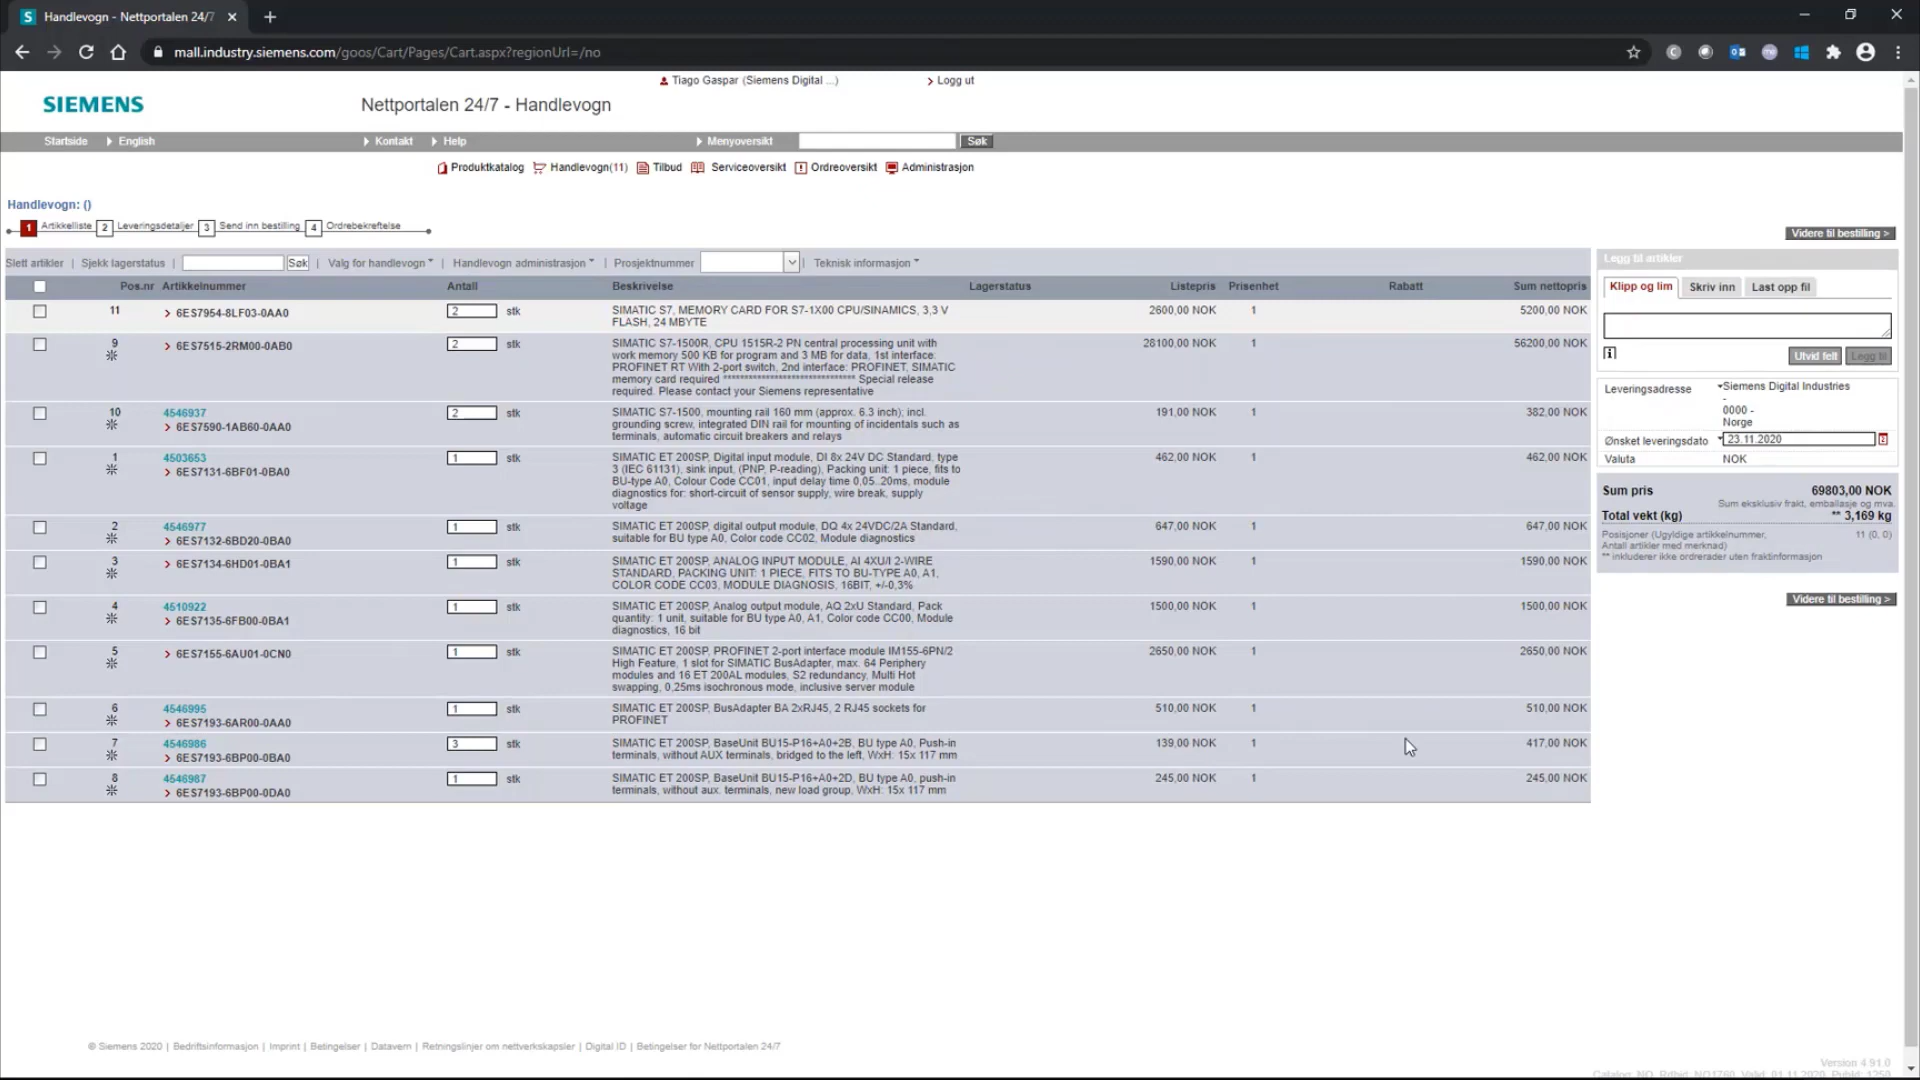 Handlevogn - Nettportalen 24/7
mall.industry.siemens.com/goos/Cart/Pages/Cart.aspx?regionUrl=/no
Tiago Gaspar (Siemens Digital ...)
Logg ut
SIEMENS
Nettportalen 24/7 - Handlevogn
Startside
English
Kontakt
Help
Menyoversikt
Søk
Produktkatalog
Handlevogn(11)
Tilbud
Serviceoversikt
Ordreoversikt
Administrasjon
Handlevogn: ()
1 Artikkelliste 2 Leveringsdetaljer 3 Send inn bestilling 4 Ordrebekreftelse
Videre til bestilling >
Slett artikler | Sjekk lagerstatus | Søk | Valg for handlevogn | Handlevogn administrasjon | Prosjektnummer | Teknisk informasjon
Pos.nr Artikkelnummer Antall Beskrivelse Lagerstatus Listepris Prisenhet Rabatt Sum nettopris
11 > 6ES7954-8LF03-0AA0 2 stk SIMATIC S7, MEMORY CARD FOR S7-1X00 CPU/SINAMICS, 3,3 V 2600,00 NOK 1 5200,00 NOK
FLASH, 24 MBYTE
9 > 6ES7515-2RM00-0AB0 2 stk SIMATIC S7-1500R, CPU 1515R-2 PN central processing unit with 28100,00 NOK 1 56200,00 NOK
work memory 500 KB for program and 3 MB for data, 1st interface:
PROFINET RT With 2-port switch, 2nd interface: PROFINET, SIMATIC
memory card required ******************************** Special release
required. Please contact your Siemens representative
10 4546937 2 stk SIMATIC S7-1500, mounting rail 160 mm (approx. 6.3 inch); incl. 191,00 NOK 1 382,00 NOK
> 6ES7590-1AB60-0AA0 grounding screw, integrated DIN rail for mounting of incidentals such as
terminals, automatic circuit breakers and relays
1 4503653 1 stk SIMATIC ET 200SP, Digital input module, DI 8x 24V DC Standard, type 462,00 NOK 1 462,00 NOK
> 6ES7131-6BF01-0BA0 3 (IEC 61131), sink input, (PNP, P-reading), Packing unit: 1 piece, fits to
BU-type A0, Colour Code CC01, input delay time 0,05..20ms, module
diagnostics for: short-circuit of sensor supply, wire break, supply
voltage
2 4546977 1 stk SIMATIC ET 200SP, digital output module, DQ 4x 24VDC/2A Standard, 647,00 NOK 1 647,00 NOK
> 6ES7132-6BD20-0BA0 suitable for BU type A0, Color code CC02, Module diagnostics
3 > 6ES7134-6HD01-0BA1 1 stk SIMATIC ET 200SP, ANALOG INPUT MODULE, AI 4XU/I 2-WIRE 1590,00 NOK 1 1590,00 NOK
STANDARD, PACKING UNIT: 1 PIECE, FITS TO BU-TYPE A0, A1,
COLOR CODE CC03, MODULE DIAGNOSIS, 16BIT, +/-0,3%
4 4510922 1 stk SIMATIC ET 200SP, Analog output module, AQ 2xU Standard, Pack 1500,00 NOK 1 1500,00 NOK
> 6ES7135-6FB00-0BA1 quantity: 1 unit, suitable for BU type A0, A1, Color code CC00, Module
diagnostics, 16 bit
5 > 6ES7155-6AU01-0CN0 1 stk SIMATIC ET 200SP, PROFINET 2-port interface module IM155-6PN/2 2650,00 NOK 1 2650,00 NOK
High Feature, 1 slot for SIMATIC BusAdapter, max. 64 Periphery
modules and 16 ET 200AL modules, S2 redundancy, Multi Hot
swapping, 0,25ms isochronous mode, inclusive server module
6 4546995 1 stk SIMATIC ET 200SP, BusAdapter BA 2xRJ45, 2 RJ45 sockets for 510,00 NOK 1 510,00 NOK
> 6ES7193-6AR00-0AA0 PROFINET
7 4546986 3 stk SIMATIC ET 200SP, BaseUnit BU15-P16+A0+2B, BU type A0, Push-in 139,00 NOK 1 417,00 NOK
> 6ES7193-6BP00-0BA0 terminals, without AUX terminals, bridged to the left, WxH: 15x 117 mm
8 4546987 1 stk SIMATIC ET 200SP, BaseUnit BU15-P16+A0+2D, BU type A0, push-in 245,00 NOK 1 245,00 NOK
> 6ES7193-6BP00-0DA0 terminals, without aux. terminals, new load group, WxH: 15x 117 mm
Legg til artikler
Klipp og lim Skriv inn Last opp fil
Utvid felt Legg til
Leveringsadresse Siemens Digital Industries
-
0000 -
Norge
Ønsket leveringsdato 23.11.2020
Valuta NOK
Sum pris 69803,00 NOK
Sum eksklusiv frakt, emballasje og mva.
Total vekt (kg) ** 3,169 kg
Posisjoner (Ugyldige artikkelnummer, 11 (0, 0)
Antall artikler med merknad)
** inkluderer ikke ordrerader uten fraktinformasjon
Videre til bestilling >
© Siemens 2020 | Bedriftsinformasjon | Imprint | Betingelser | Datavern | Retningslinjer om nettverkskapsler | Digital ID | Betingelser for Nettportalen 24/7
Version 4.91.0